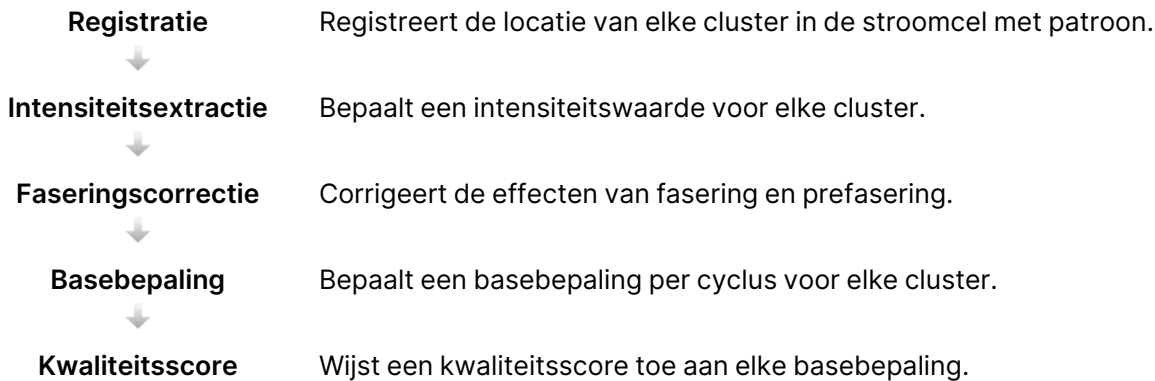 Registratie Registreert de locatie van elke cluster in de stroomcel met patroon.
Intensiteitsextractie Bepaalt een intensiteitswaarde voor elke cluster.
Faseringscorrectie Corrigeert de effecten van fasering en prefasering.
Basebepaling Bepaalt een basebepaling per cyclus voor elke cluster.
Kwaliteitsscore Wijst een kwaliteitsscore toe aan elke basebepaling.